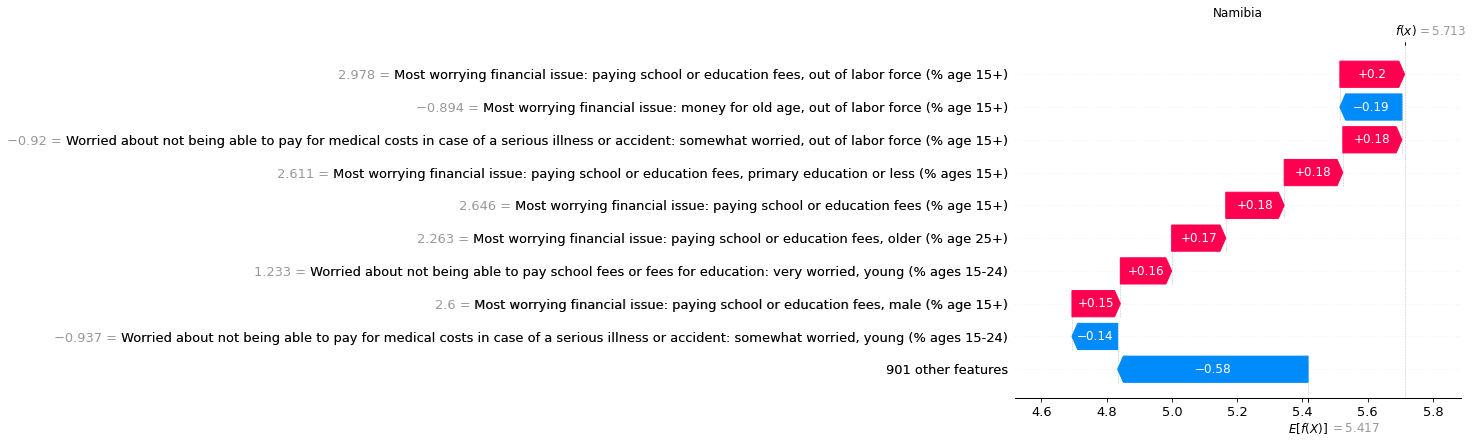 Namibia
f(x) = 5.713
2.978 = Most worrying financial issue: paying school or education fees, out of labor force (% age 15+)
+0.2
−0.894 = Most worrying financial issue: money for old age, out of labor force (% age 15+)
−0.19
−0.92 = Worried about not being able to pay for medical costs in case of a serious illness or accident: somewhat worried, out of labor force (% age 15+)
+0.18
2.611 = Most worrying financial issue: paying school or education fees, primary education or less (% ages 15+)
+0.18
2.646 = Most worrying financial issue: paying school or education fees (% age 15+)
+0.18
2.263 = Most worrying financial issue: paying school or education fees, older (% age 25+)
+0.17
1.233 = Worried about not being able to pay school fees or fees for education: very worried, young (% ages 15-24)
+0.16
2.6 = Most worrying financial issue: paying school or education fees, male (% age 15+)
+0.15
−0.937 = Worried about not being able to pay for medical costs in case of a serious illness or accident: somewhat worried, young (% ages 15-24)
−0.14
901 other features
−0.58
4.6 4.8 5.0 5.2 5.4 5.6 5.8
E[f(X)] = 5.417